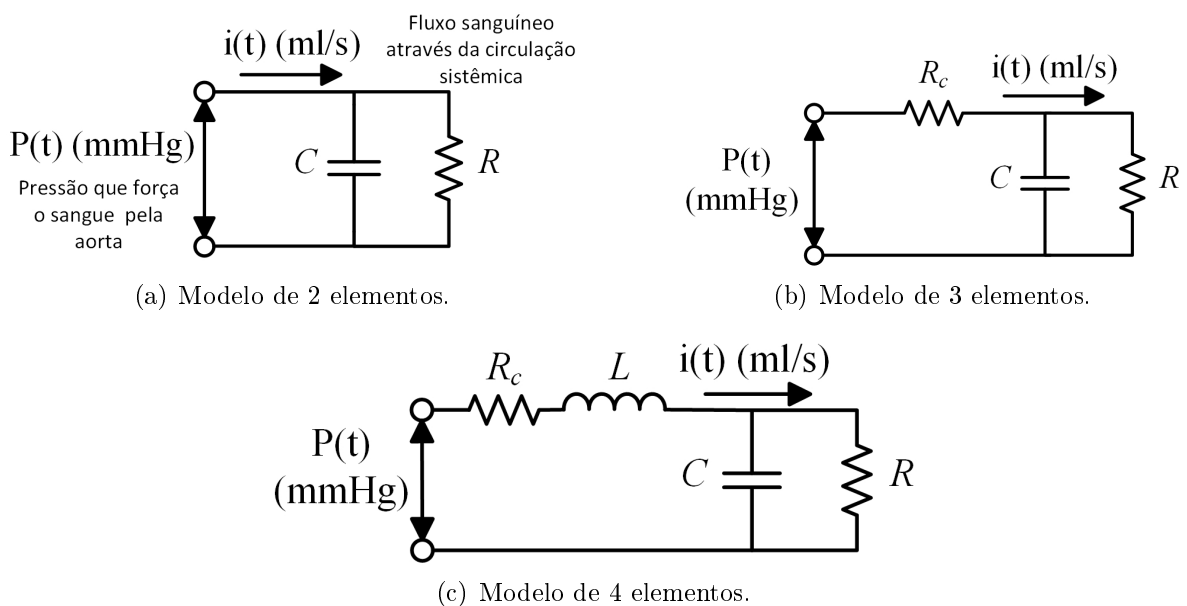 i(t) (ml/s)
Fluxo sanguíneo
através da circulação
sistêmica
P(t) (mmHg)
Pressão que força
o sangue pela
aorta
C
R
(a) Modelo de 2 elementos.
R_c
i(t) (ml/s)
P(t)
(mmHg)
C
R
(b) Modelo de 3 elementos.
R_c
L
i(t) (ml/s)
P(t)
(mmHg)
C
R
(c) Modelo de 4 elementos.